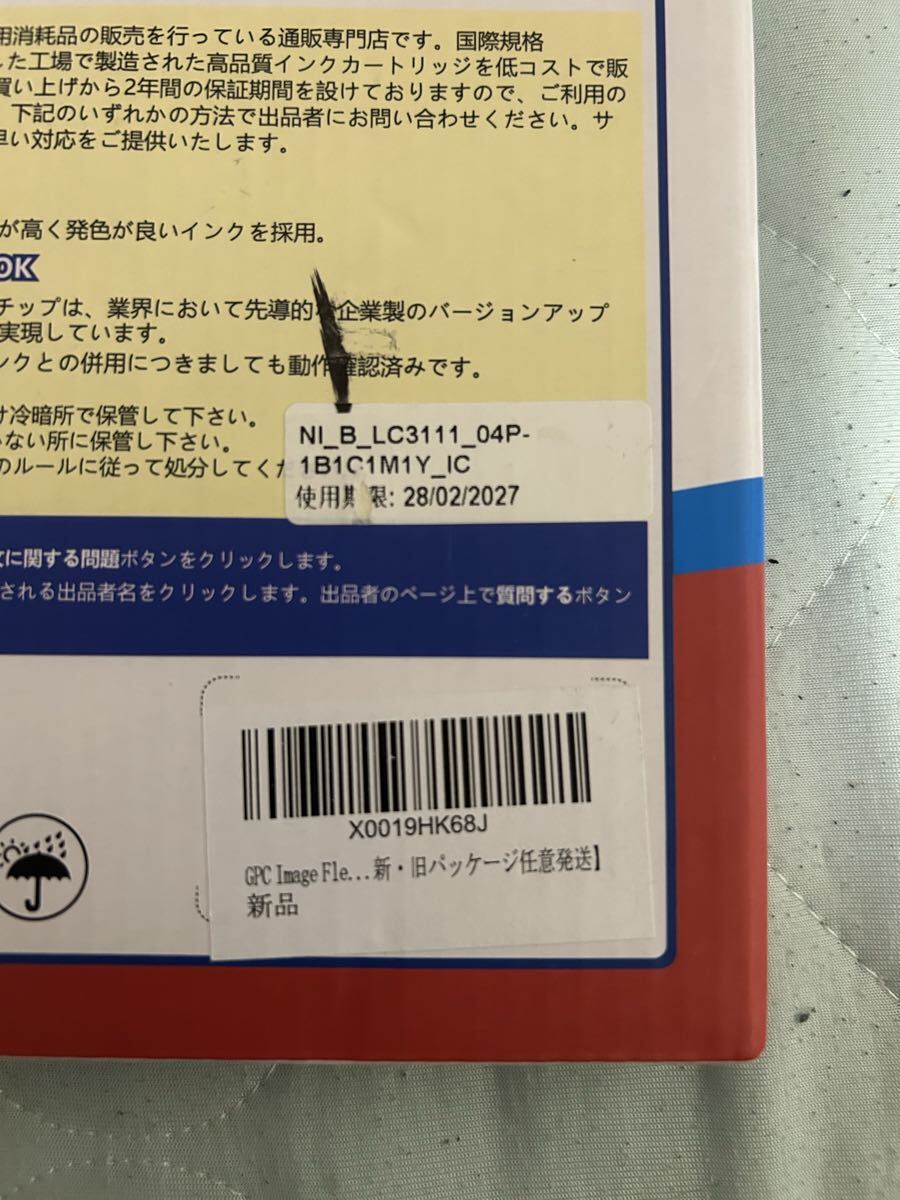 用消耗品の販売を行っている通販専門店です。国際規格
した工場で製造された高品質インクカートリッジを低コストで販
買い上げから2年間の保証期間を設けておりますので、ご利用の
下記のいずれかの方法で出品者にお問い合わせください。サ
早い対応をご提供いたします。
が高く発色が良いインクを採用。
OK
チップは、業界において先導的な企業製のバージョンアップ
実現しています。
ンクとの併用につきましても動作確認済みです。
け冷暗所で保管して下さい。
ない所に保管し下さい。
のルールに従って処分してくだ
NI_B_LC3111_04P-
1B1C1M1Y_IC
使用期限: 28/02/2027
文に関する問題ボタンをクリックします。
される出品者名をクリックします。出品者のページ上で質問するボタン
X0019HK68J
GPC Image Fle...新・旧パッケージ任意発送】
新品